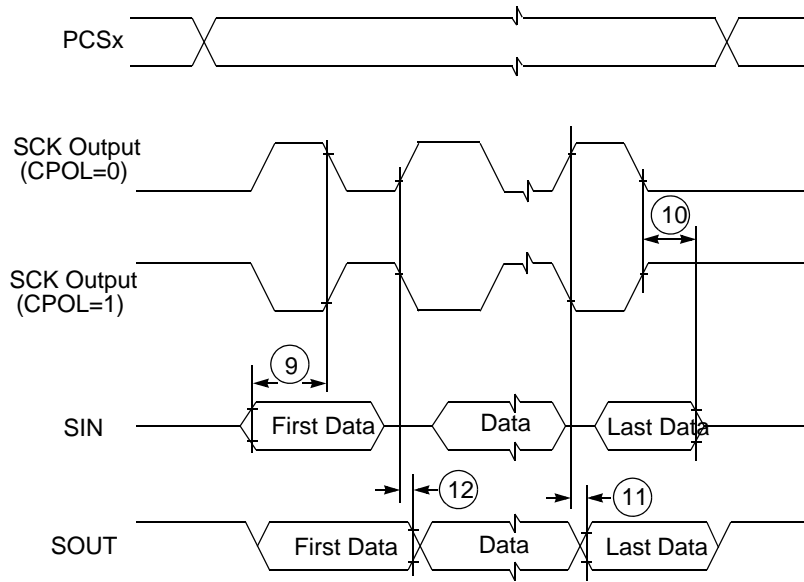 PCSx
SCK Output
(CPOL=0)
10
SCK Output
(CPOL=1)
9
SIN
First Data
Data
Last Data
12
11
SOUT
First Data
Data
Last Data